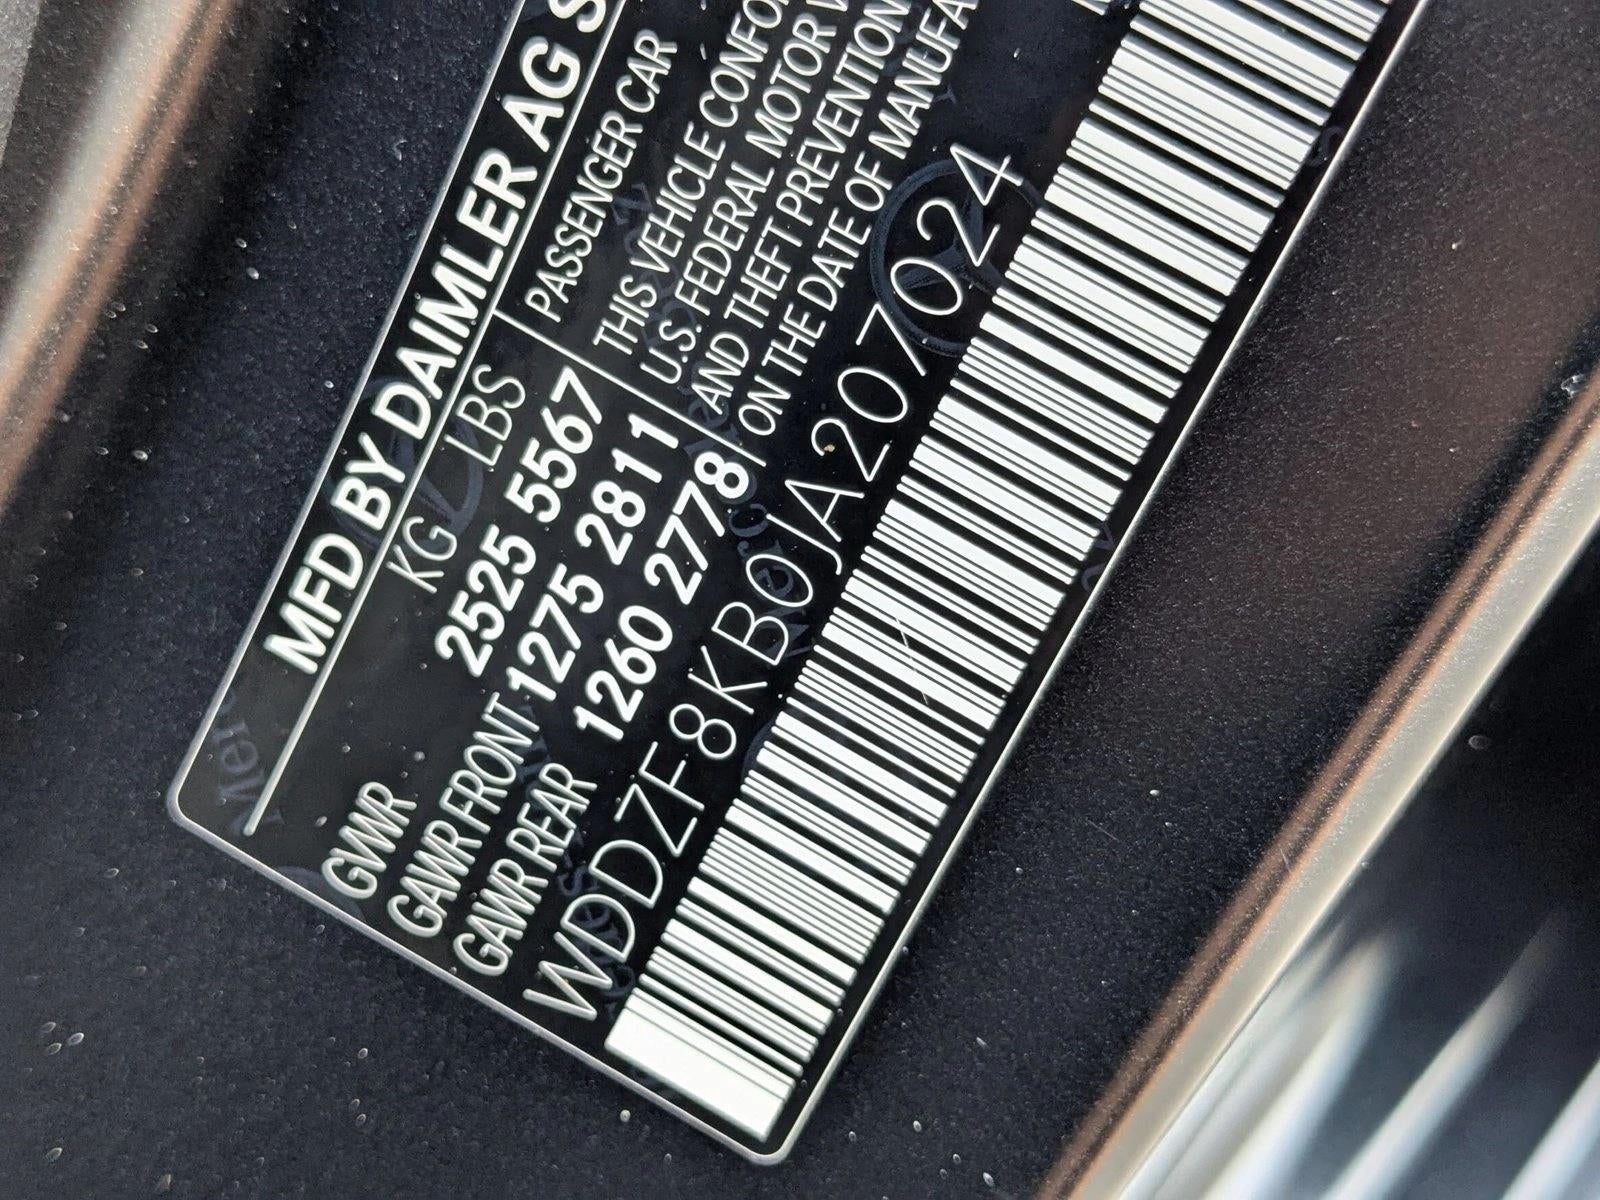 MFD BY DAIMLER AG S
KG LBS
GVWR 2525 5567
GAWR FRONT 1275 2811
GAWR REAR 1260 2778
PASSENGER CAR
THIS VEHICLE CONFO
U.S. FEDERAL MOTOR V
AND THEFT PREVENTION
ON THE DATE OF MANUFA
WDDZF8KB0JA207024